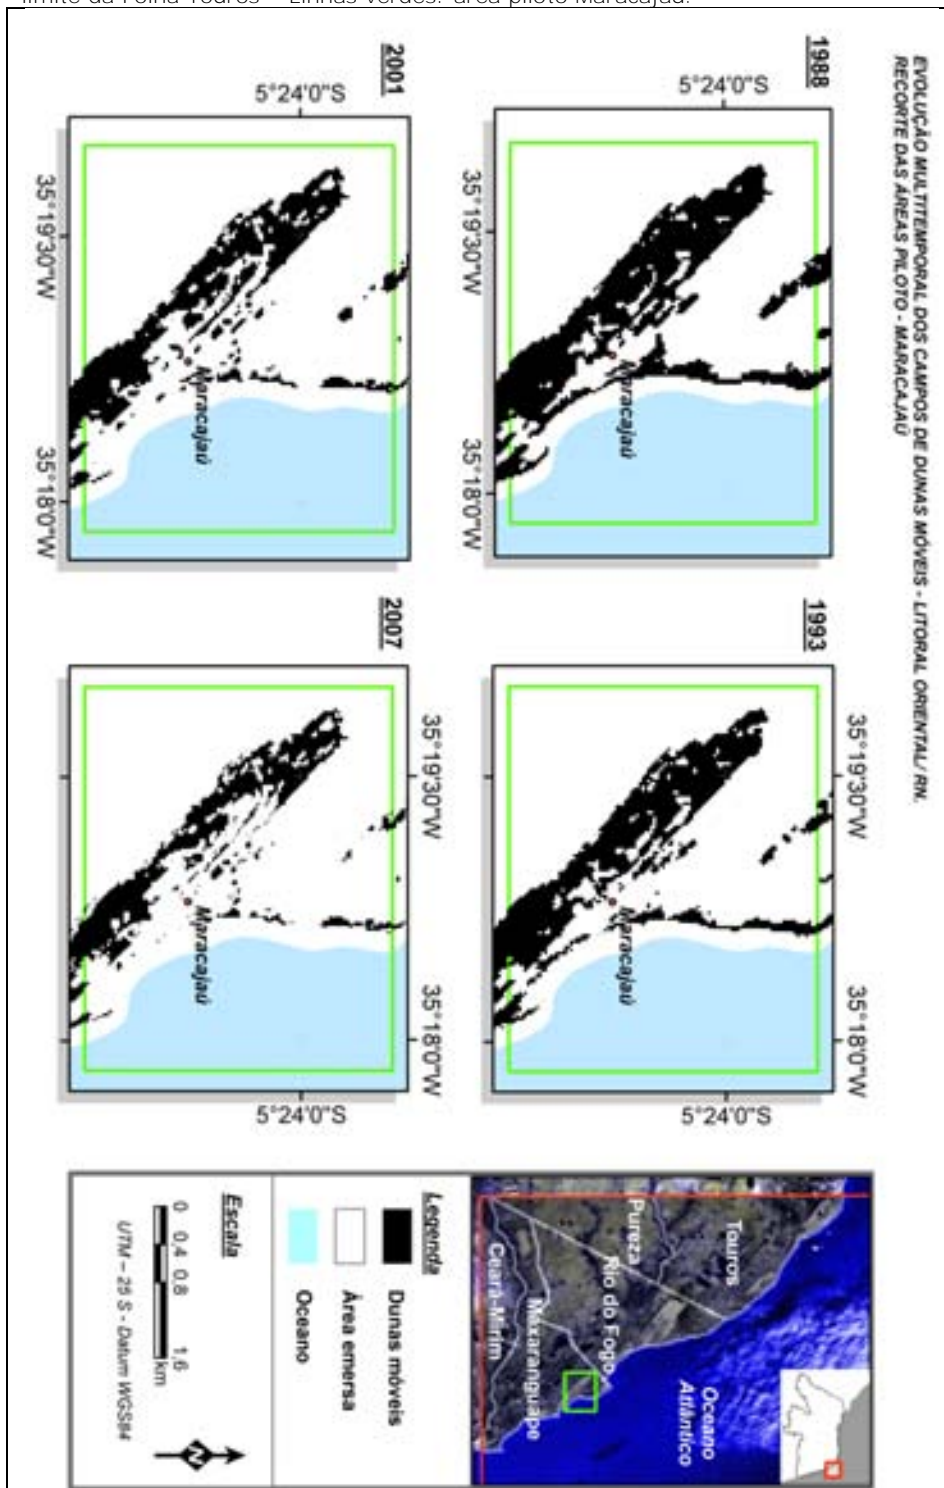 limite da Folha Touros – Linhas verdes: área piloto Maracajaú.
EVOLUÇÃO MULTITEMPORAL DOS CAMPOS DE DUNAS MÓVEIS - LITORAL ORIENTAL/ RN.
RECORTE DAS ÁREAS PILOTO - MARACAJAÚ
1988
5°24'0"S
35°19'30"W
35°18'0"W
Maracajaú
1993
35°19'30"W
35°18'0"W
5°24'0"S
Maracajaú
2001
5°24'0"S
35°19'30"W
35°18'0"W
Maracajaú
2007
35°19'30"W
35°18'0"W
5°24'0"S
Maracajaú
Touros
Pureza
Rio do Fogo
Maxaranguape
Ceará-Mirim
Oceano
Atlântico
Legenda
Dunas móveis
Área emersa
Oceano
Escala
0 0,4 0,8 1,6
km
UTM – 25 S - Datum WGS84
N